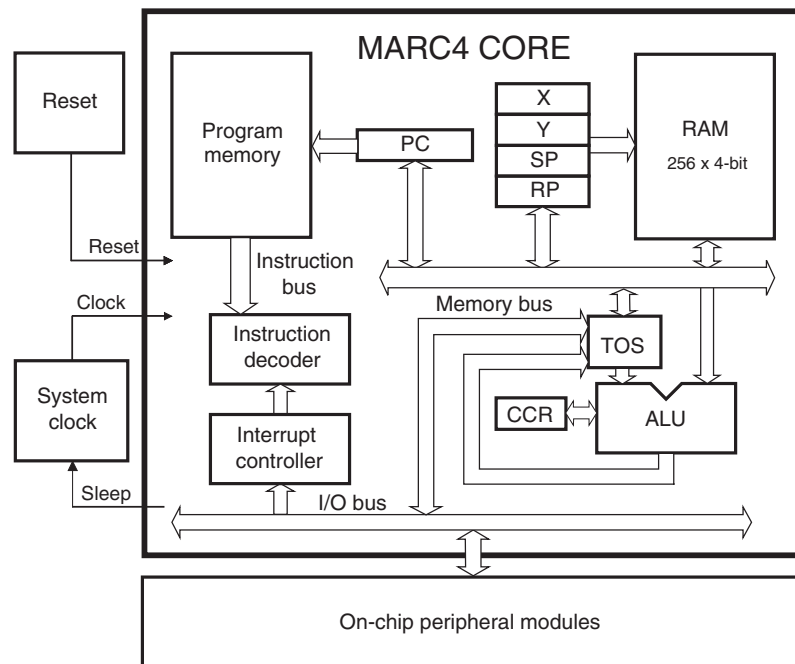 MARC4 CORE
Reset
Program
memory
PC
X
Y
SP
RP
RAM
256 x 4-bit
Reset
Instruction
bus
Clock
Memory bus
Instruction
decoder
TOS
System
clock
CCR
ALU
Interrupt
controller
Sleep
I/O bus
On-chip peripheral modules